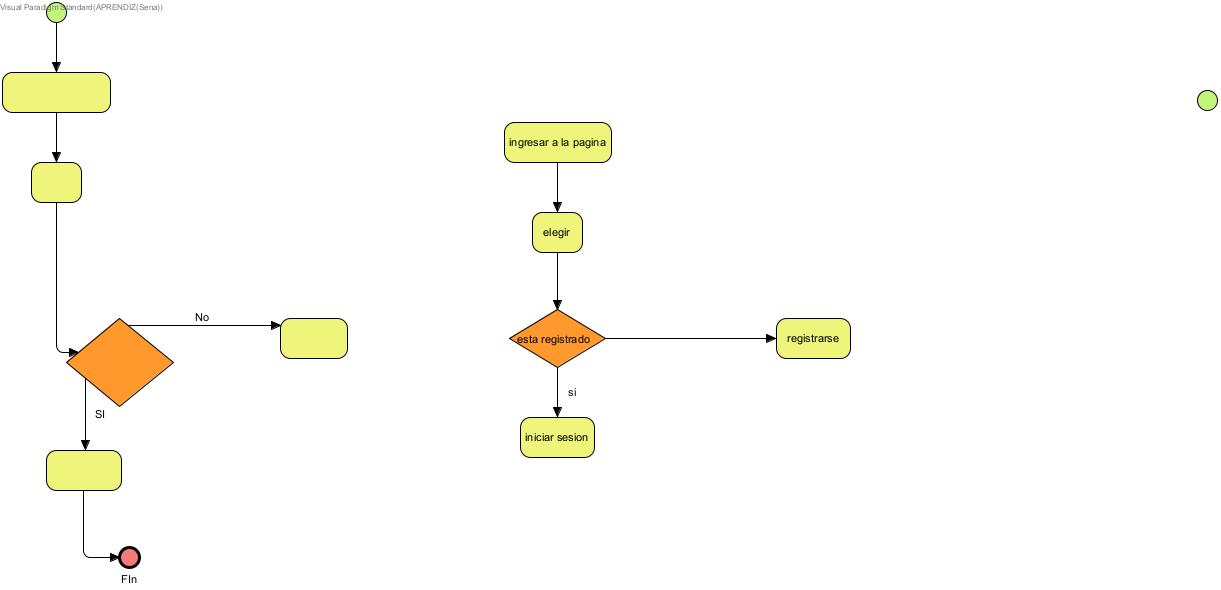 Visual Paradigm Standard(APRENDIZ(Sena))
ingresar a la pagina
elegir
No
esta registrado
registrarse
si
SI
iniciar sesion
FIn